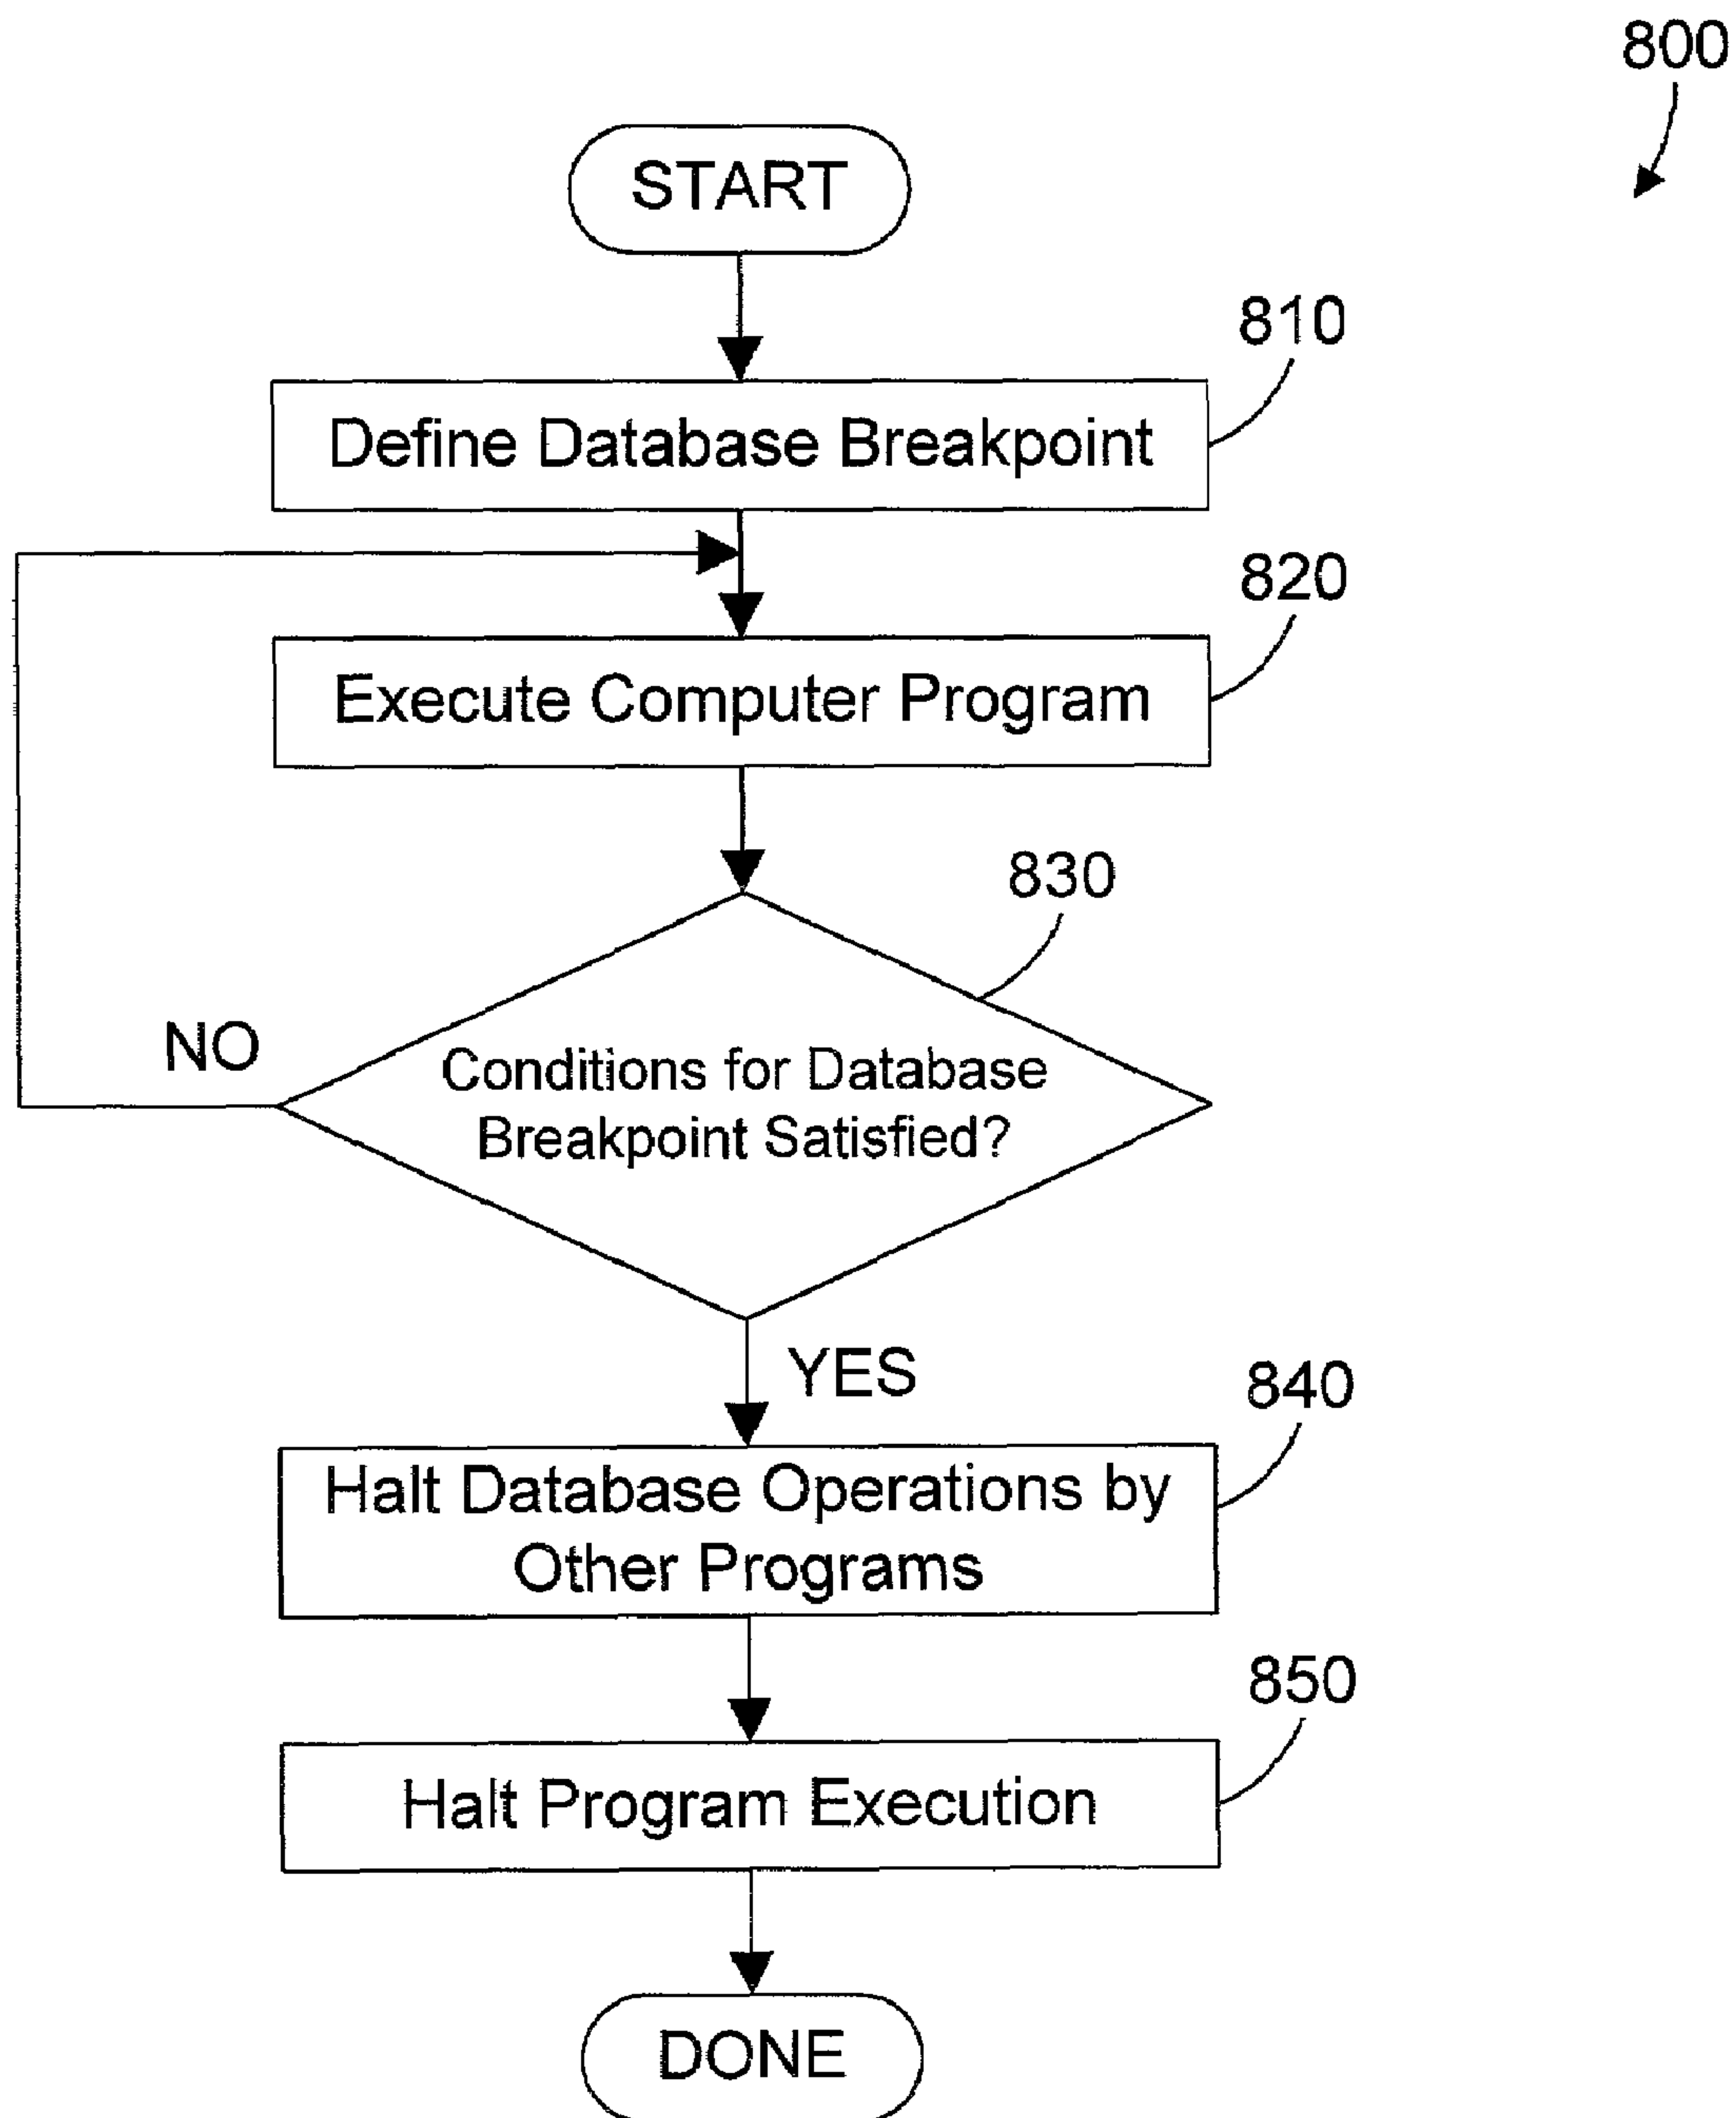 800
START
810
Define Database Breakpoint
820
Execute Computer Program
830
NO
Conditions for Database
Breakpoint Satisfied?
YES
840
Halt Database Operations by
Other Programs
850
Halt Program Execution
DONE